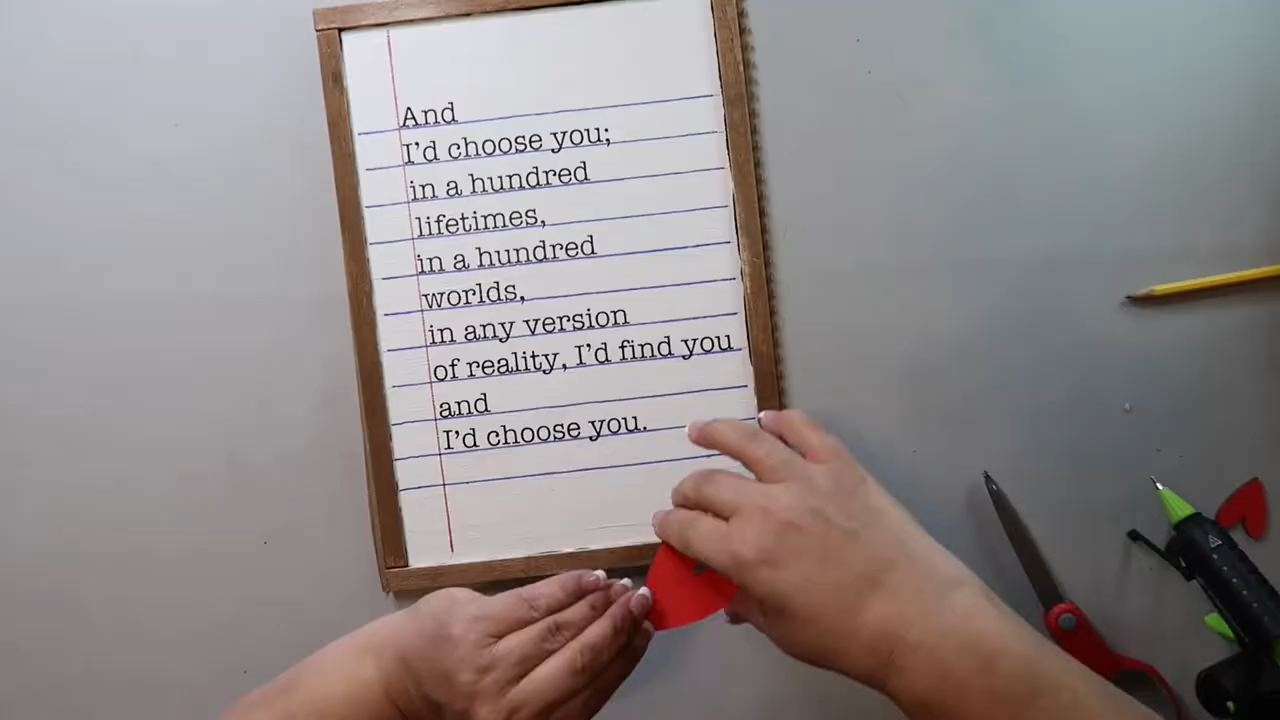 And
I'd choose you;
in a hundred
lifetimes,
in a hundred
worlds,
in any version
of reality, I'd find you
and
I'd choose you.